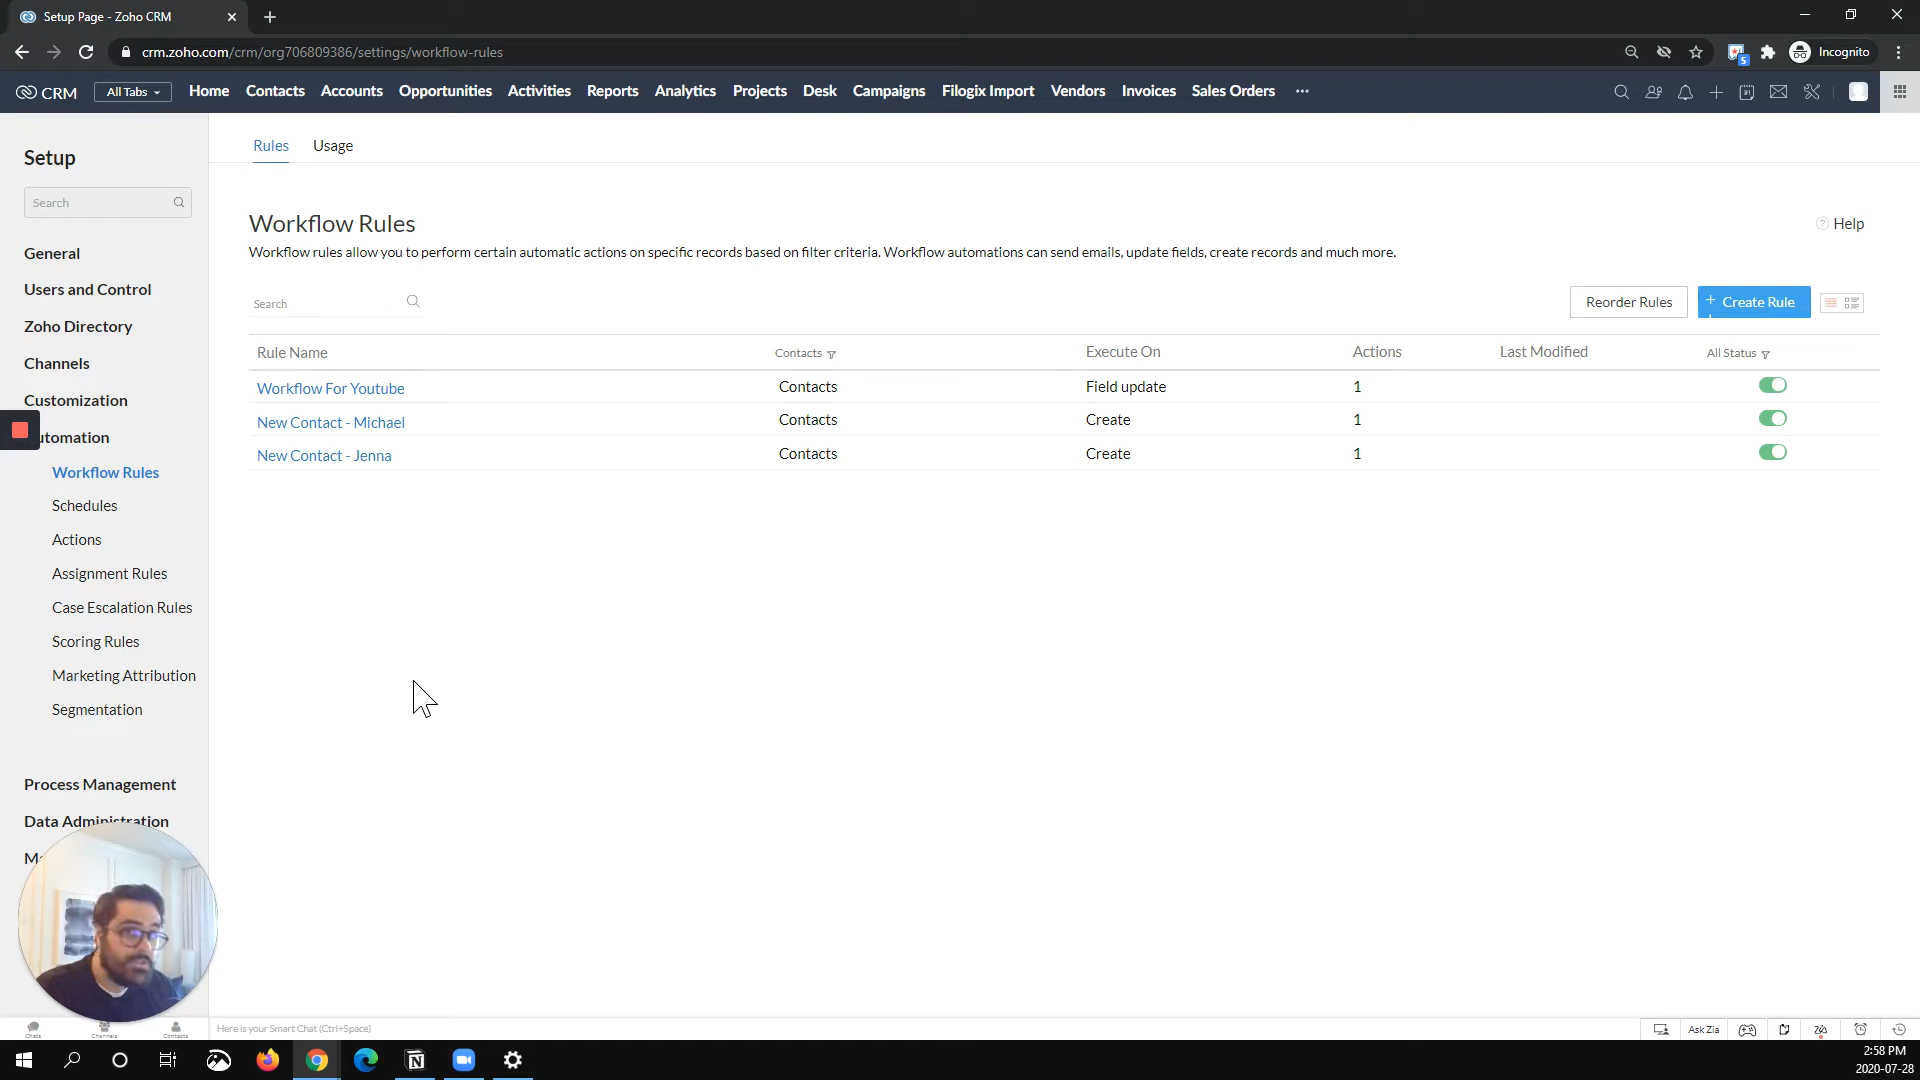 Setup Page - Zoho CRM
crm.zoho.com/crm/org706809386/settings/workflow-rules
Incognito
5
CRM
All Tabs
Home
Contacts
Accounts
Opportunities
Activities
Reports
Analytics
Projects
Desk
Campaigns
Filogix Import
Vendors
Invoices
Sales Orders
Setup
Search
General
Users and Control
Zoho Directory
Channels
Customization
utomation
Workflow Rules
Schedules
Actions
Assignment Rules
Case Escalation Rules
Scoring Rules
Marketing Attribution
Segmentation
Process Management
Data Administration
Ma
Rules
Usage
Workflow Rules
Help
Workflow rules allow you to perform certain automatic actions on specific records based on filter criteria. Workflow automations can send emails, update fields, create records and much more.
Search
Reorder Rules
+ Create Rule
Rule Name Contacts Execute On Actions Last Modified All Status
Workflow For Youtube Contacts Field update 1
New Contact - Michael Contacts Create 1
New Contact - Jenna Contacts Create 1
Chats
Channels
Contacts
Here is your Smart Chat (Ctrl+Space)
Ask Zia
2:58 PM
2020-07-28